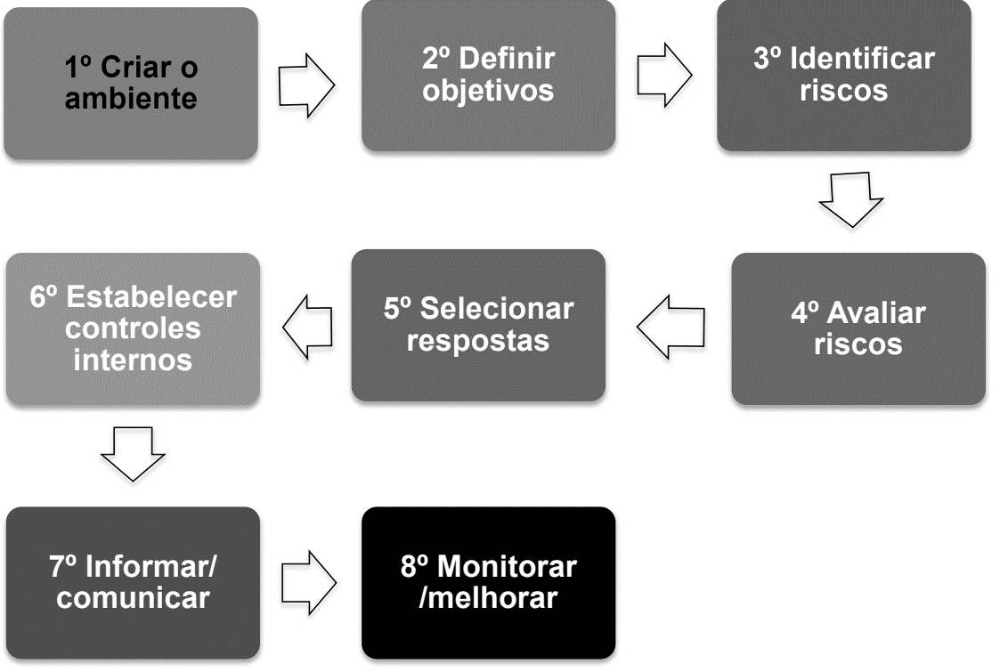 1º Criar o
ambiente
2º Definir
objetivos
3º Identificar
riscos
4º Avaliar
riscos
5º Selecionar
respostas
6º Estabelecer
controles
internos
7º Informar/
comunicar
8º Monitorar
/melhorar